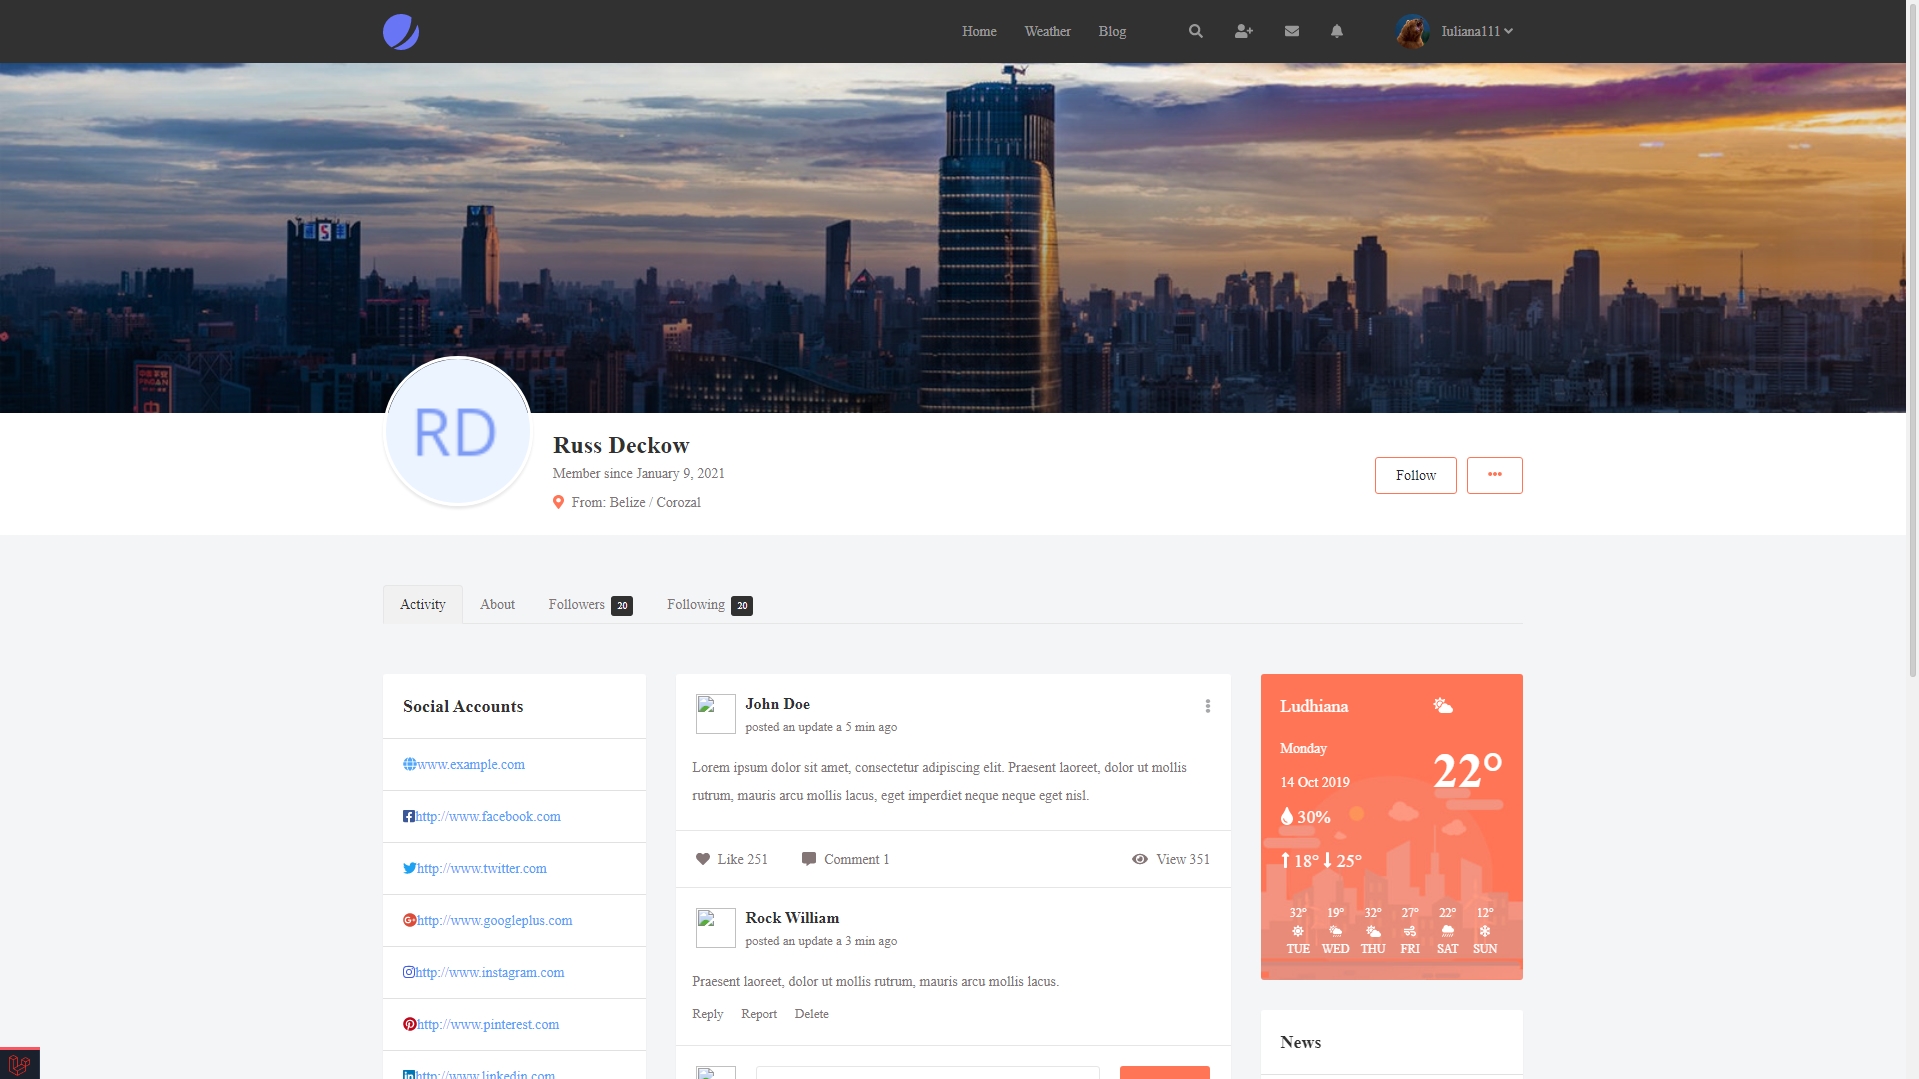 Home Weather Blog Iuliana111
S
RD
Russ Deckow
Member since January 9, 2021
From: Belize / Corozal
Follow
Activity About Followers 20 Following 20
Social Accounts
www.example.com
http://www.facebook.com
http://www.twitter.com
http://www.googleplus.com
http://www.instagram.com
http://www.pinterest.com
http://www.linkedin.com
John Doe
posted an update a 5 min ago
Lorem ipsum dolor sit amet, consectetur adipiscing elit. Praesent laoreet, dolor ut mollis
rutrum, mauris arcu mollis lacus, eget imperdiet neque neque eget nisl.
Like 251 Comment 1 View 351
Rock William
posted an update a 3 min ago
Praesent laoreet, dolor ut mollis rutrum, mauris arcu mollis lacus.
Reply Report Delete
Ludhiana
Monday
22°
14 Oct 2019
30%
18° 25°
32° 19° 32° 27° 22° 12°
TUE WED THU FRI SAT SUN
News